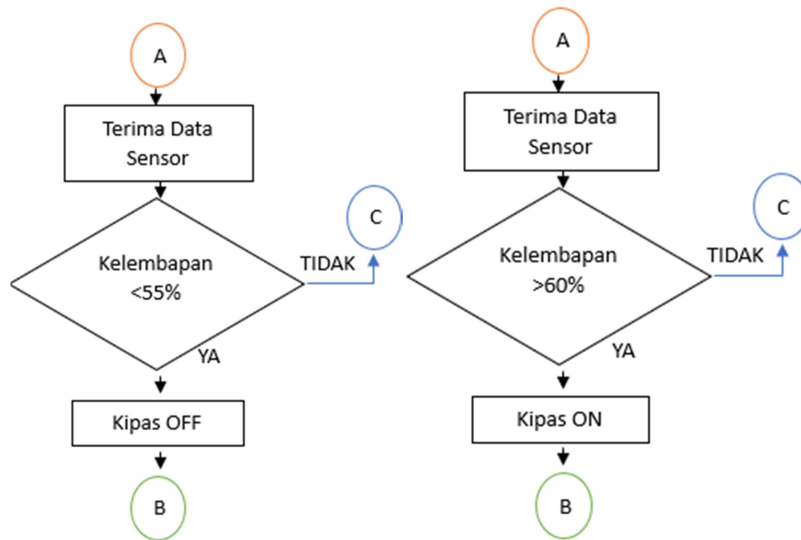 A
Terima Data
Sensor
Kelembapan
<55%
TIDAK
C
YA
Kipas OFF
B
A
Terima Data
Sensor
Kelembapan
>60%
TIDAK
C
YA
Kipas ON
B